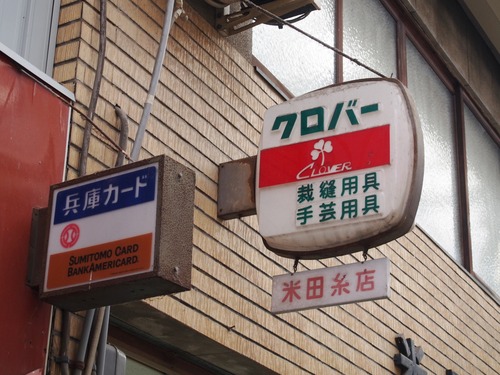 兵庫カード
SUMITOMO CARD
BANKAMERICARD.
クロバー
CLOVER
裁縫用具
手芸用具
米田糸店